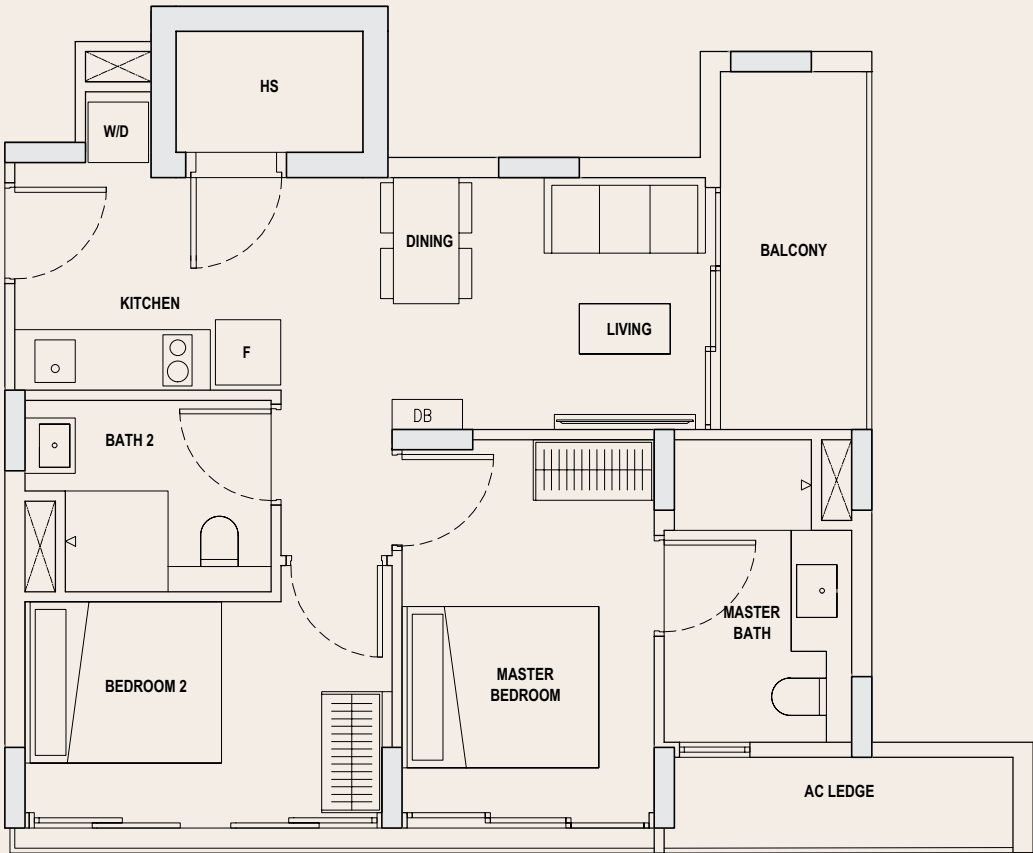 HS
W/D
DINING
BALCONY
KITCHEN
LIVING
F
DB
BATH 2
MASTER
BATH
MASTER
BEDROOM
BEDROOM 2
AC LEDGE